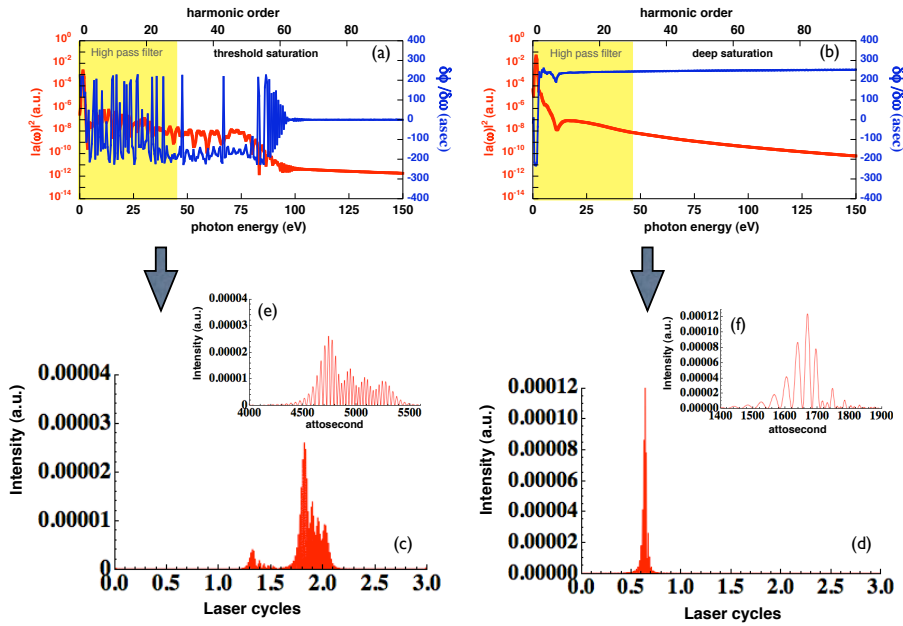 harmonic order
0 20 40 60 80
High pass filter
threshold saturation
(a)
10^0
10^-2
10^-4
10^-6
10^-8
10^-10
10^-12
10^-14
|a(ω)|² (a.u.)
400
300
200
100
0
-100
-200
-300
-400
δϕ/δω (asec)
0 25 50 75 100 125 150
photon energy (eV)
harmonic order
0 20 40 60 80
High pass filter
deep saturation
(b)
10^0
10^-2
10^-4
10^-6
10^-8
10^-10
10^-12
10^-14
|a(ω)|² (a.u.)
400
300
200
100
0
-100
-200
-300
-400
δϕ/δω (asec)
0 25 50 75 100 125 150
photon energy (eV)
(e)
0.00004
0.00003
0.00002
0.00001
0
Intensity (a.u.)
4000 4500 5000 5500
attosecond
0.00004
0.00003
0.00002
0.00001
0
Intensity (a.u.)
(c)
0.0 0.5 1.0 1.5 2.0 2.5 3.0
Laser cycles
(f)
0.00012
0.00010
0.00008
0.00006
0.00004
0.00002
0.00000
Intensity (a.u.)
1400 1500 1600 1700 1800 1900
attosecond
0.00012
0.00010
0.00008
0.00006
0.00004
0.00002
0.00000
Intensity (a.u.)
(d)
0.0 0.5 1.0 1.5 2.0 2.5 3.0
Laser cycles